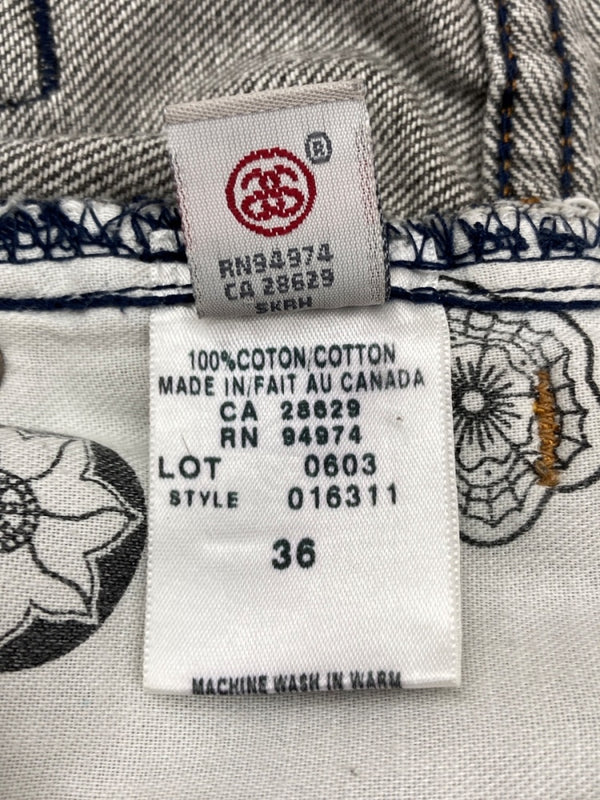 ®
RN94974
CA 28629
100%COTON/COTTON
MADE IN/FAIT AU CANADA
CA 28629
RN 94974
LOT 0603
STYLE 016311
36
MACHINE WASH IN WARM